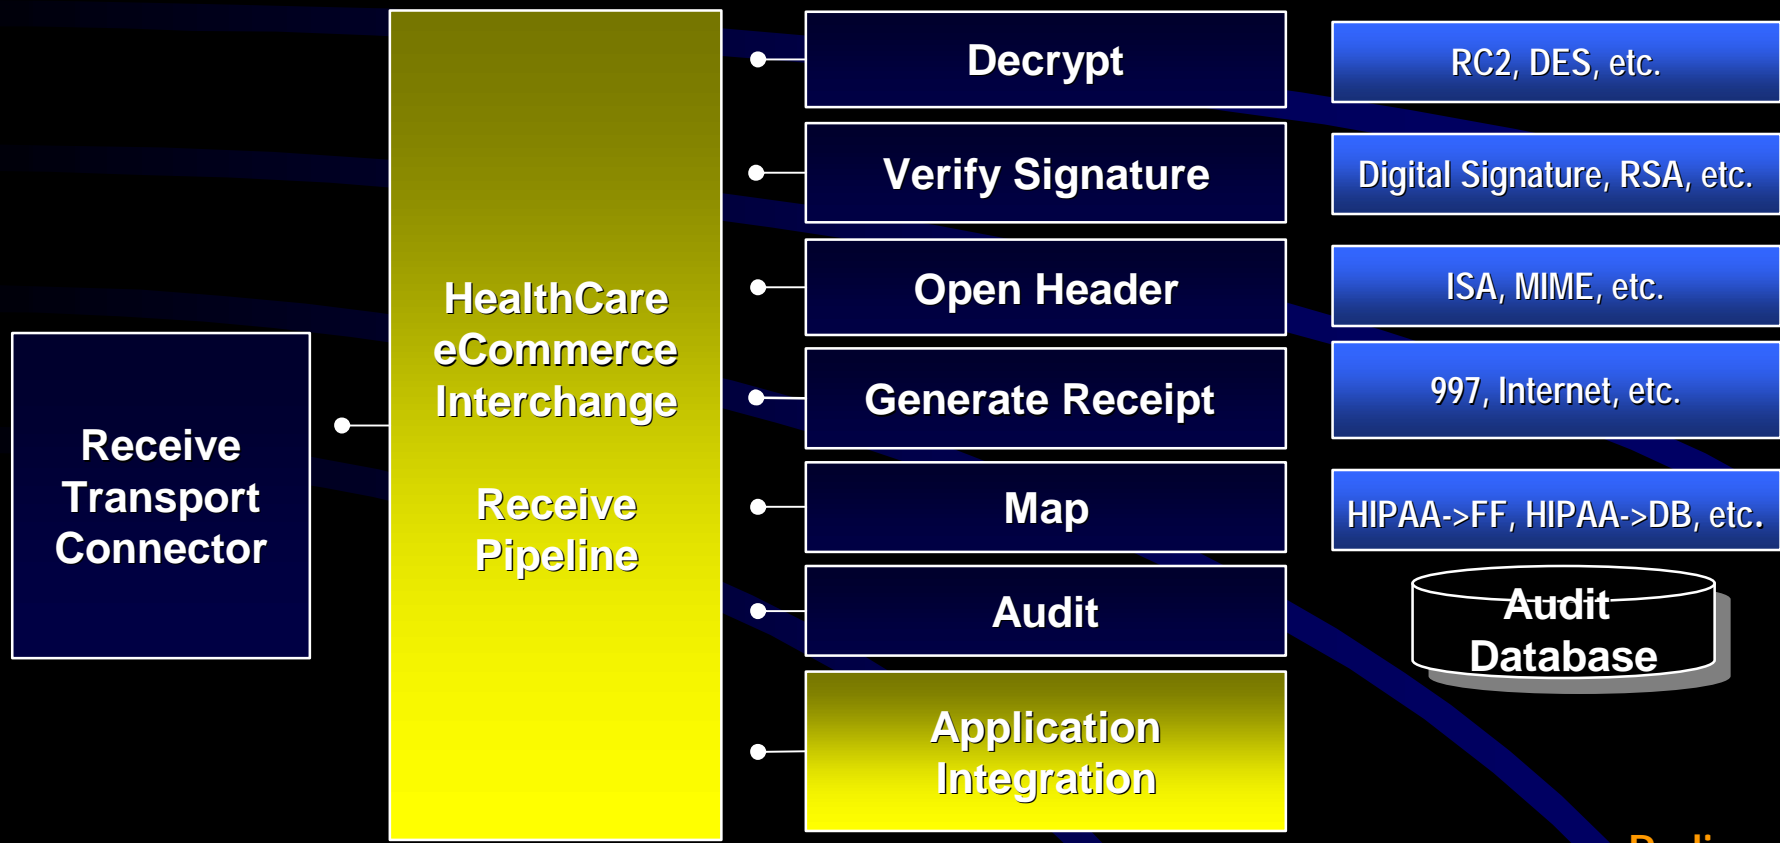 Receive
Transport
Connector
HealthCare
eCommerce
Interchange
Receive
Pipeline
Decrypt
RC2, DES, etc.
Verify Signature
Digital Signature, RSA, etc.
Open Header
ISA, MIME, etc.
Generate Receipt
997, Internet, etc.
Map
HIPAA->FF, HIPAA->DB, etc.
Audit
Audit
Database
Application
Integration